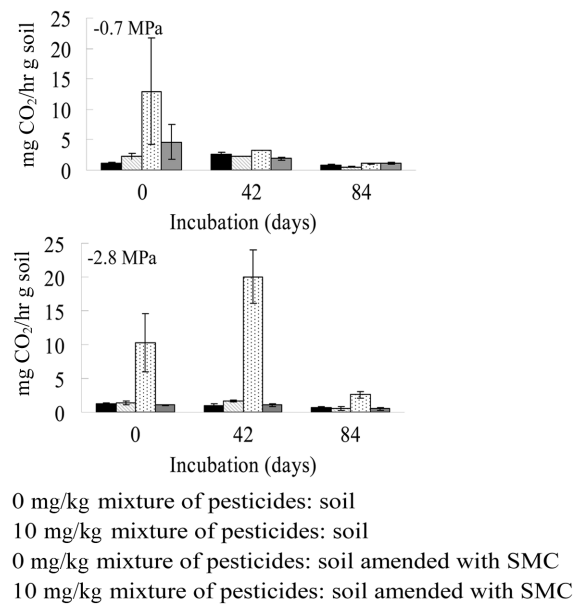 25
-0.7 MPa
20
15
10
5
0
mg CO₂/hr g soil
0 42 84
Incubation (days)
25
-2.8 MPa
20
15
10
5
0
mg CO₂/hr g soil
0 42 84
Incubation (days)
0 mg/kg mixture of pesticides: soil
10 mg/kg mixture of pesticides: soil
0 mg/kg mixture of pesticides: soil amended with SMC
10 mg/kg mixture of pesticides: soil amended with SMC